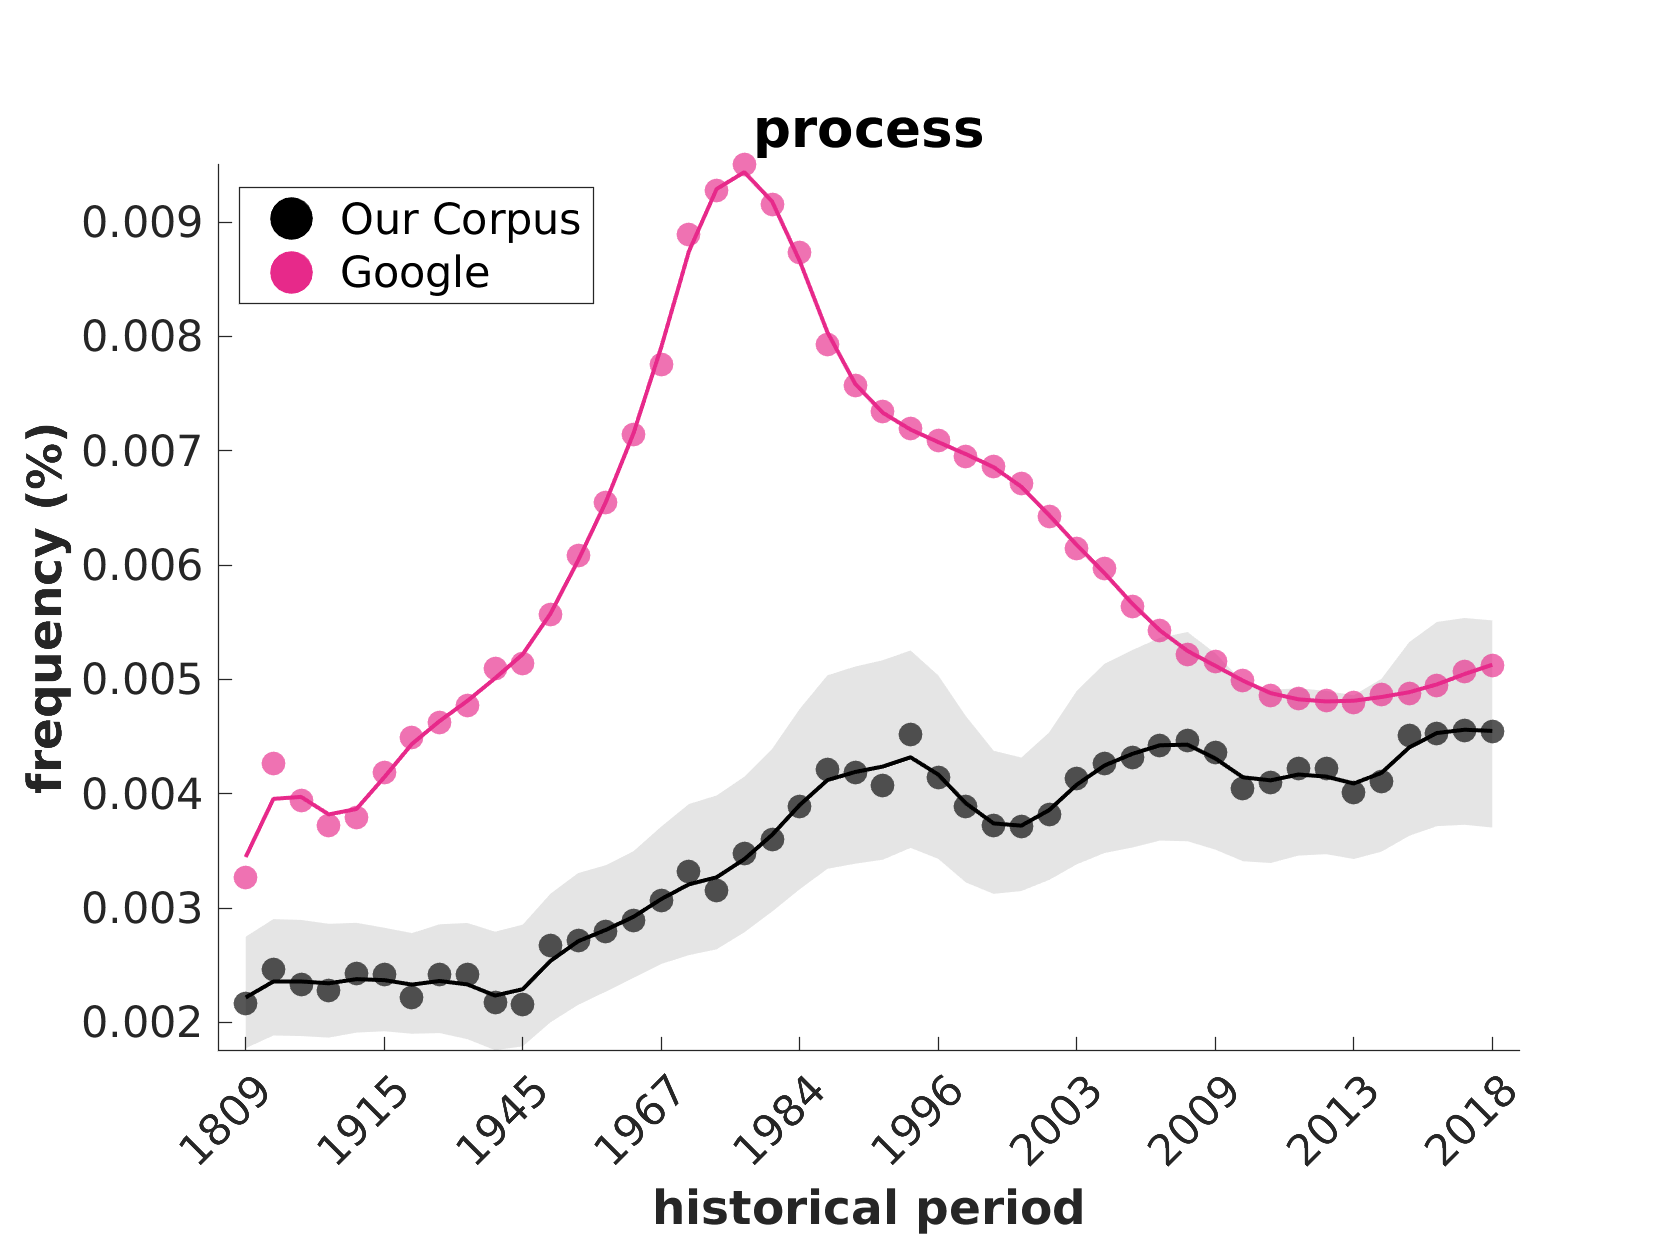 process
Our Corpus
Google
frequency (%)
0.009
0.008
0.007
0.006
0.005
0.004
0.003
0.002
1809 1915 1945 1967 1984 1996 2003 2009 2013 2018
historical period